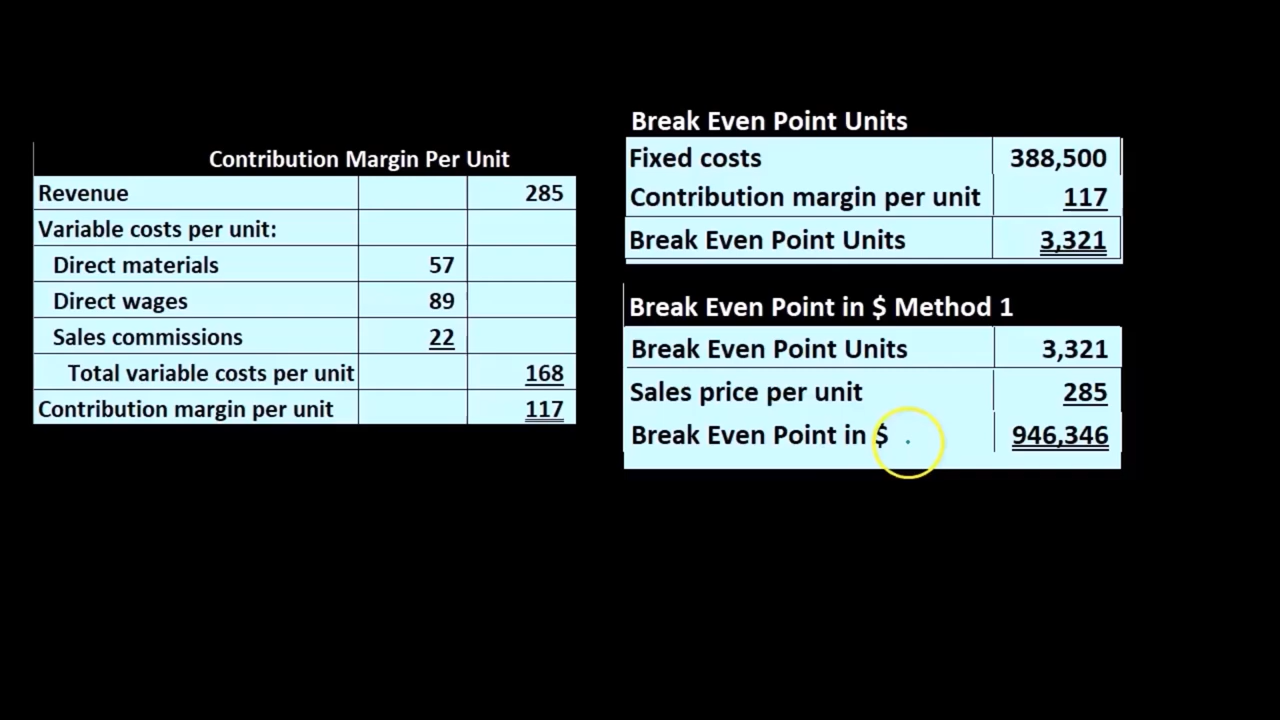 Contribution Margin Per Unit
Revenue 285
Variable costs per unit:
Direct materials 57
Direct wages 89
Sales commissions 22
Total variable costs per unit 168
Contribution margin per unit 117
Break Even Point Units
Fixed costs 388,500
Contribution margin per unit 117
Break Even Point Units 3,321
Break Even Point in $ Method 1
Break Even Point Units 3,321
Sales price per unit 285
Break Even Point in $ 946,346